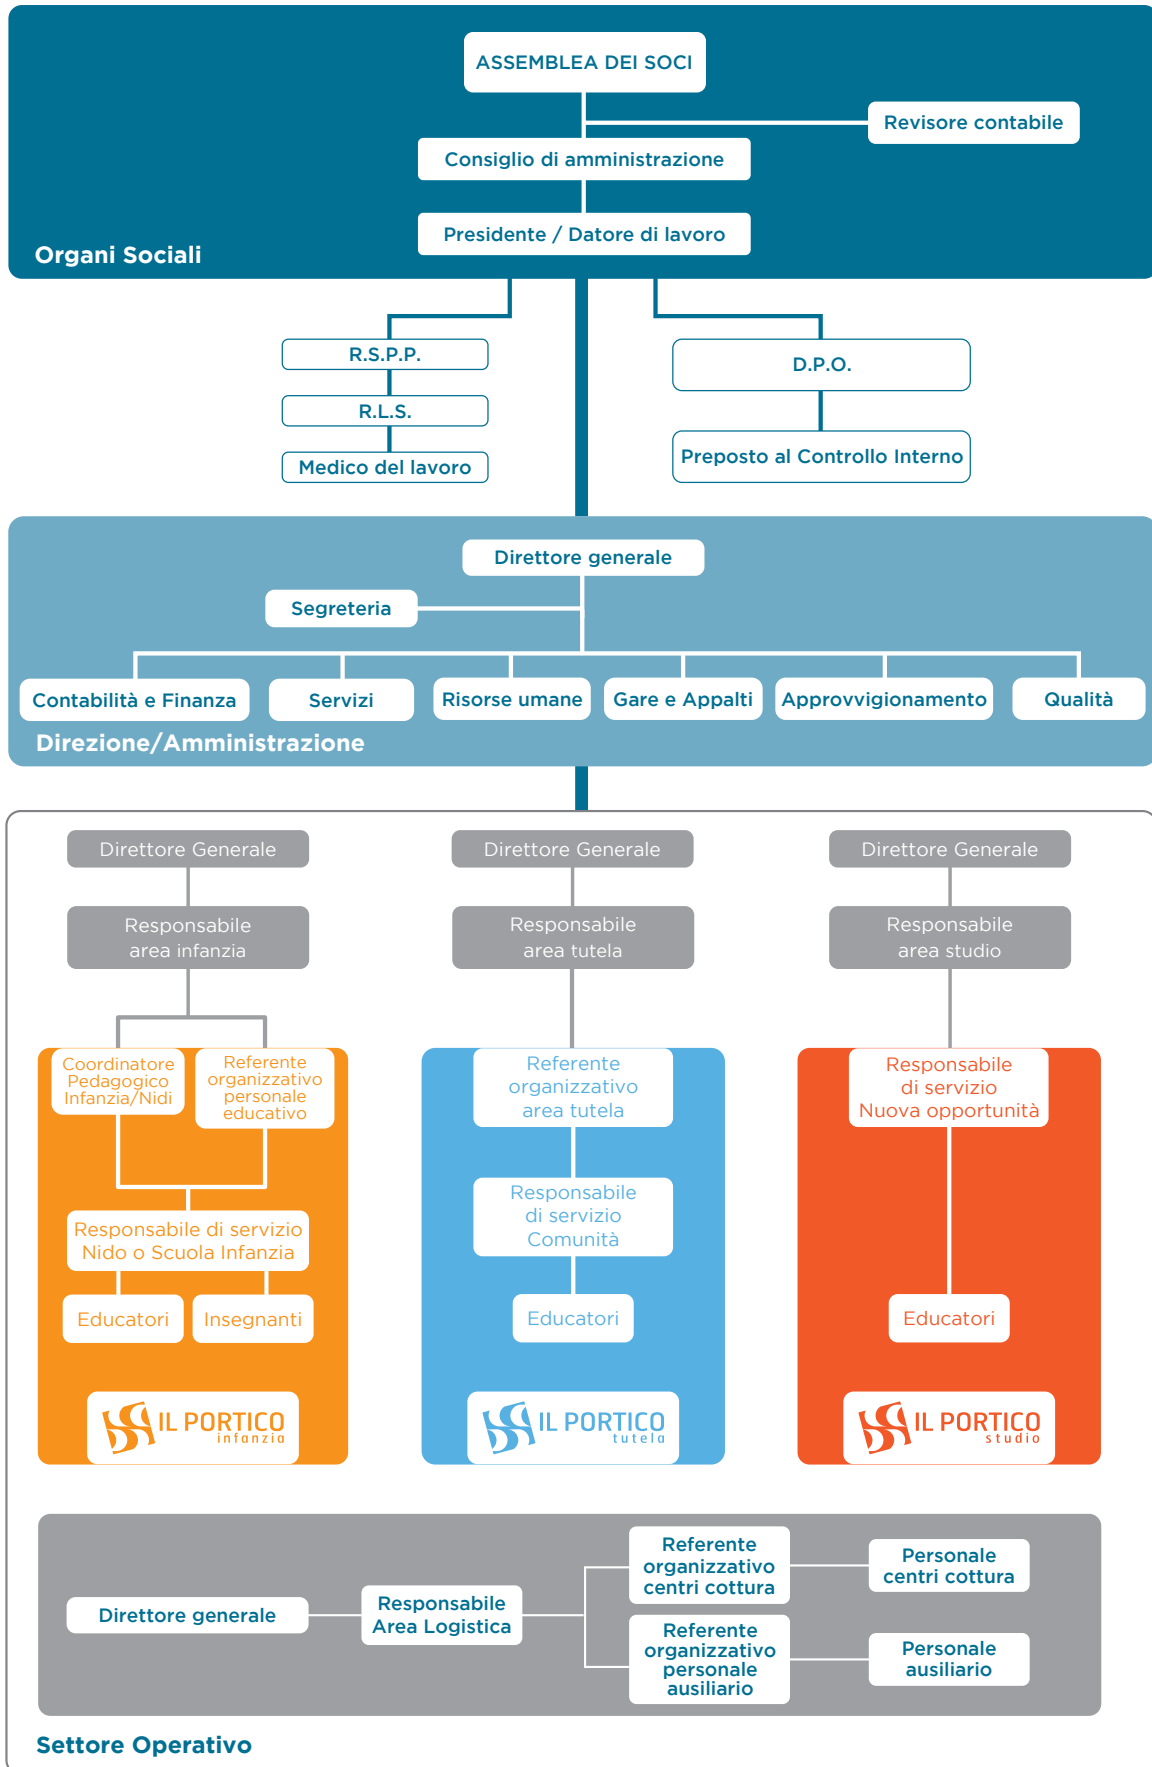 ASSEMBLEA DEI SOCI
Revisore contabile
Consiglio di amministrazione
Presidente / Datore di lavoro
Organi Sociali
R.S.P.P.
R.L.S.
Medico del lavoro
D.P.O.
Preposto al Controllo Interno
Direttore generale
Segreteria
Contabilità e Finanza
Servizi
Risorse umane
Gare e Appalti
Approvvigionamento
Qualità
Direzione/Amministrazione
Direttore Generale
Responsabile
area infanzia
Coordinatore
Pedagogico
Infanzia/Nidi
Referente
organizzativo
personale
educativo
Responsabile di servizio
Nido o Scuola Infanzia
Educatori
Insegnanti
IL PORTICO
infanzia
Direttore Generale
Responsabile
area tutela
Referente
organizzativo
area tutela
Responsabile
di servizio
Comunità
Educatori
IL PORTICO
tutela
Direttore Generale
Responsabile
area studio
Responsabile
di servizio
Nuova opportunità
Educatori
IL PORTICO
studio
Direttore generale
Responsabile
Area Logistica
Referente
organizzativo
centri cottura
Personale
centri cottura
Referente
organizzativo
personale
ausiliario
Personale
ausiliario
Settore Operativo